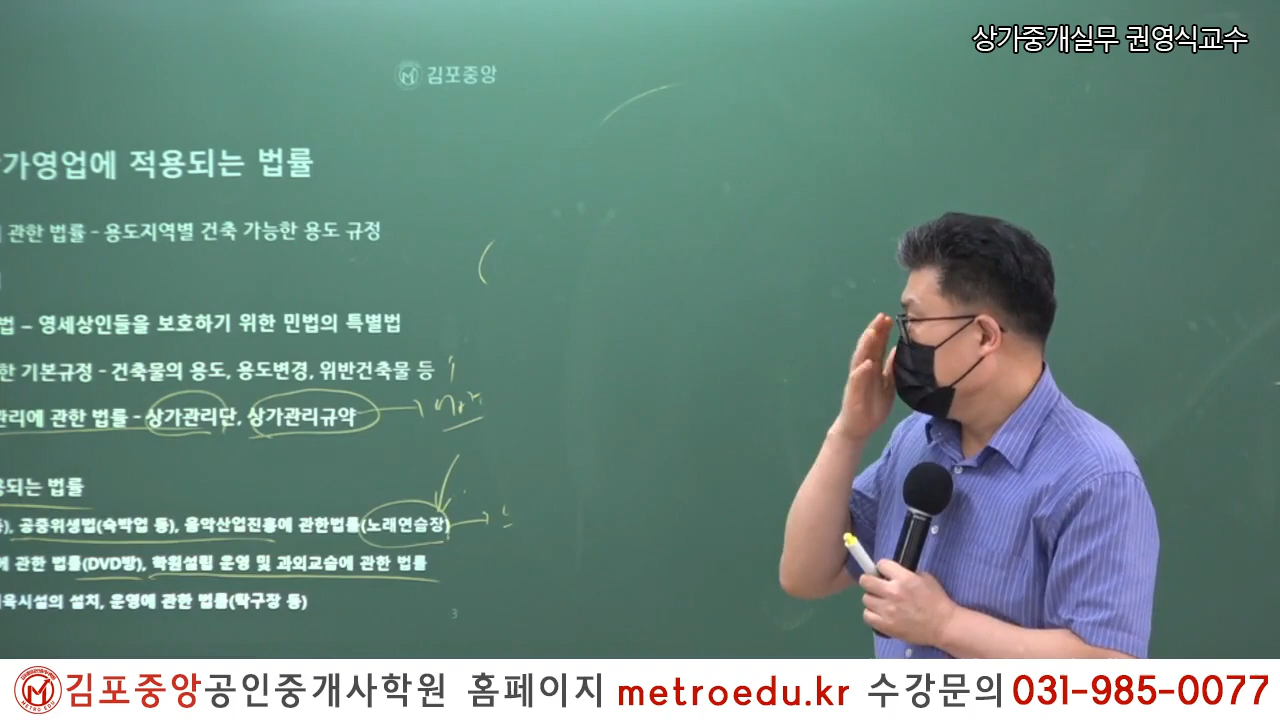 상가중개실무 권영식교수
김포중앙
가영업에 적용되는 법률
관한 법률 - 용도지역별 건축 가능한 용도 규정
법 – 영세상인들을 보호하기 위한 민법의 특별법
한 기본규정 - 건축물의 용도, 용도변경, 위반건축물 등
관리에 관한 법률 - 상가관리단, 상가관리규약
용되는 법률
), 공중위생법(숙박업 등), 음악산업진흥에 관한법률(노래연습장)
에 관한 법률(DVD방), 학원설립 운영 및 과외교습에 관한 법률
육시설의 설치, 운영에 관한 법률(탁구장 등)
3
김포중앙공인중개사학원 홈페이지 metroedu.kr 수강문의 031-985-0077
METRO EDU